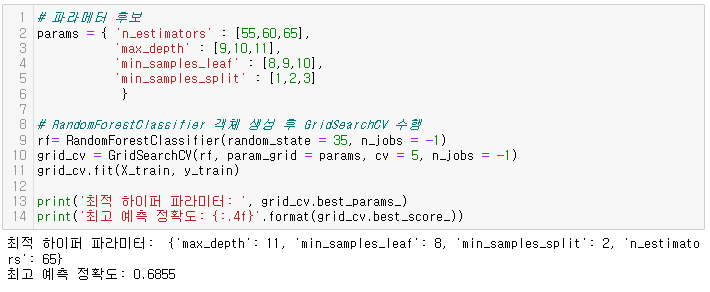 1 # 파라메터 후보
2 params = { 'n_estimators' : [55,60,65],
3 'max_depth' : [9,10,11],
4 'min_samples_leaf' : [8,9,10],
5 'min_samples_split' : [1,2,3]
6 }
7
8 # RandomForestClassifier 객체 생성 후 GridSearchCV 수행
9 rf= RandomForestClassifier(random_state = 35, n_jobs = -1)
10 grid_cv = GridSearchCV(rf, param_grid = params, cv = 5, n_jobs = -1)
11 grid_cv.fit(X_train, y_train)
12
13 print('최적 하이퍼 파라미터: ', grid_cv.best_params_)
14 print('최고 예측 정확도: {:.4f}'.format(grid_cv.best_score_))
최적 하이퍼 파라미터:  {'max_depth': 11, 'min_samples_leaf': 8, 'min_samples_split': 2, 'n_estimato
rs': 65}
최고 예측 정확도: 0.6855